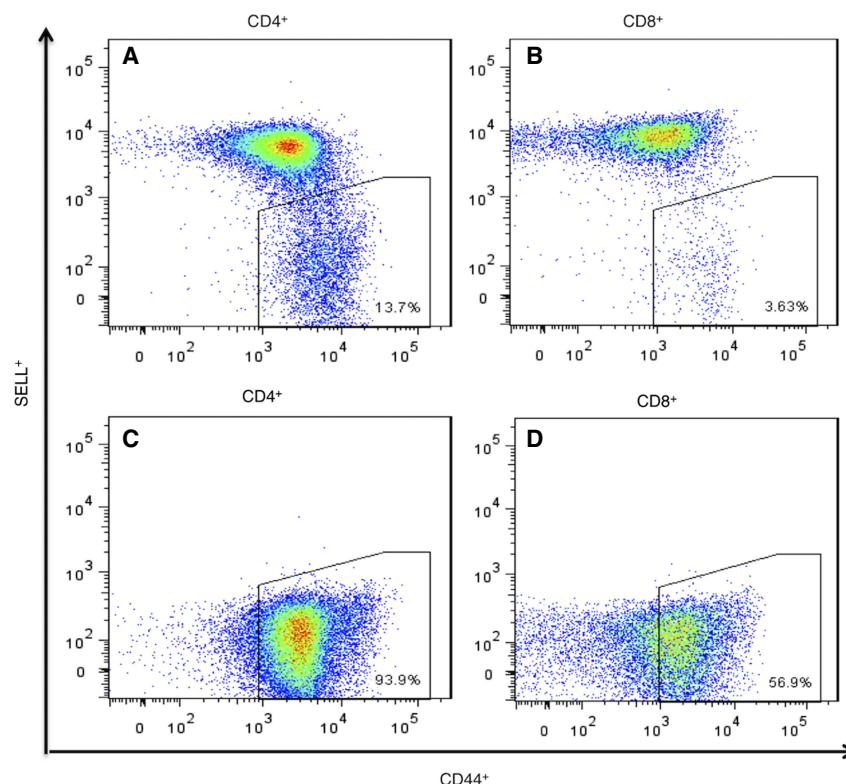 CD4⁺ CD8⁺
A B
10⁵ 10⁵
10⁴ 10⁴
10³ 10³
10² 10²
0 0
13.7% 3.63%
0 10² 10³ 10⁴ 10⁵ 0 10² 10³ 10⁴ 10⁵
SELL⁺
CD4⁺ CD8⁺
C D
10⁵ 10⁵
10⁴ 10⁴
10³ 10³
10² 10²
0 0
93.9% 56.9%
0 10² 10³ 10⁴ 10⁵ 0 10² 10³ 10⁴ 10⁵
CD44⁺